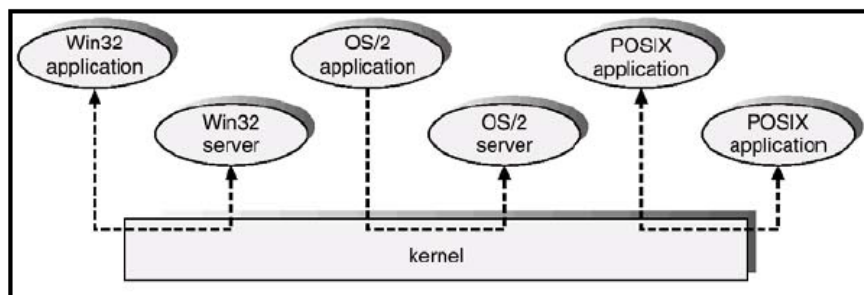 Win32
application
OS/2
application
POSIX
application
Win32
server
OS/2
server
POSIX
application
kernel